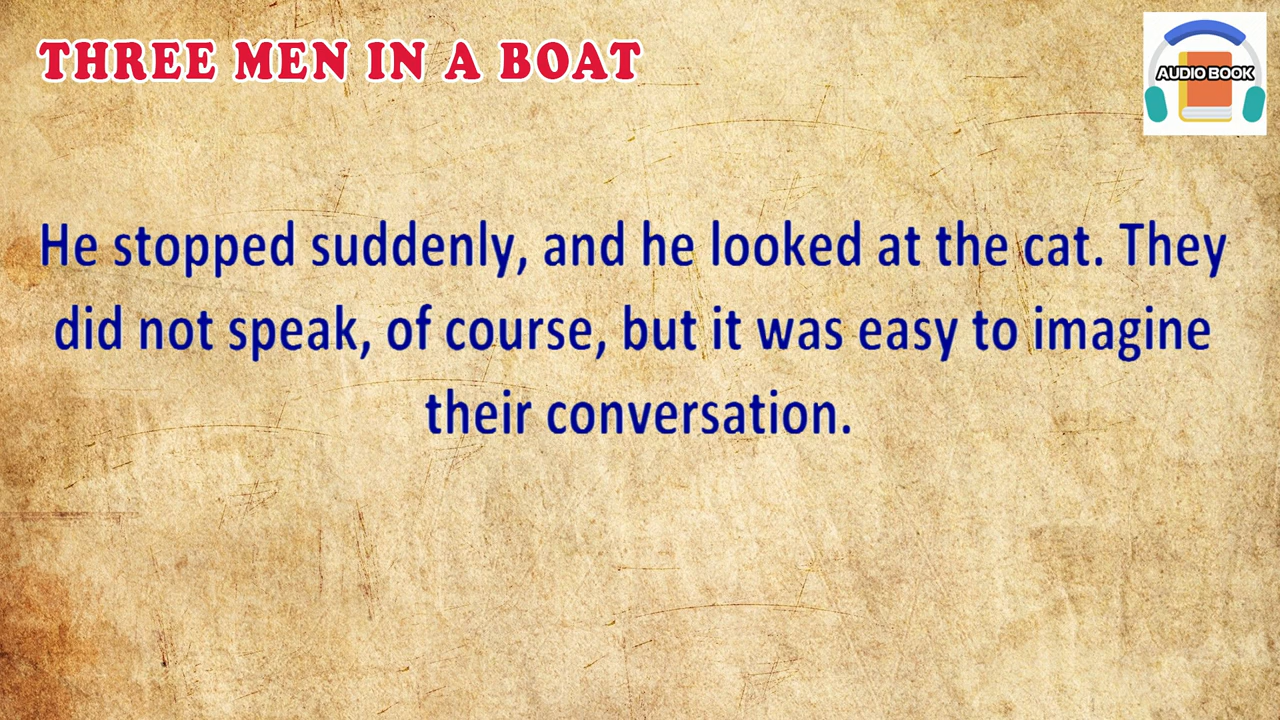 THREE MEN IN A BOAT
AUDIO BOOK
He stopped suddenly, and he looked at the cat. They
did not speak, of course, but it was easy to imagine
their conversation.